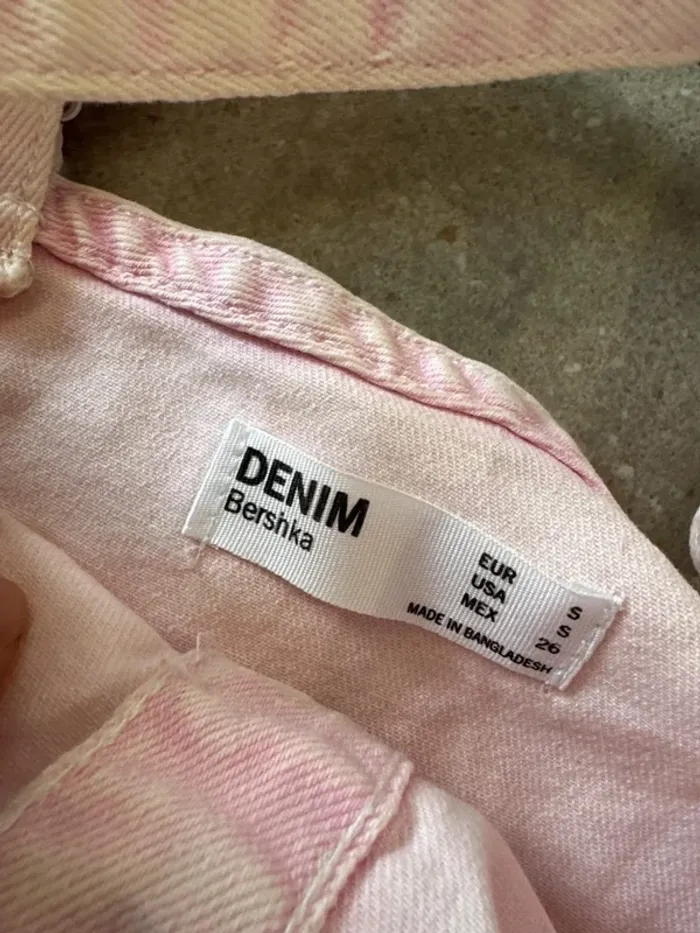 DENIM
Bershka
EUR S
USA S
MEX 26
MADE IN BANGLADESH